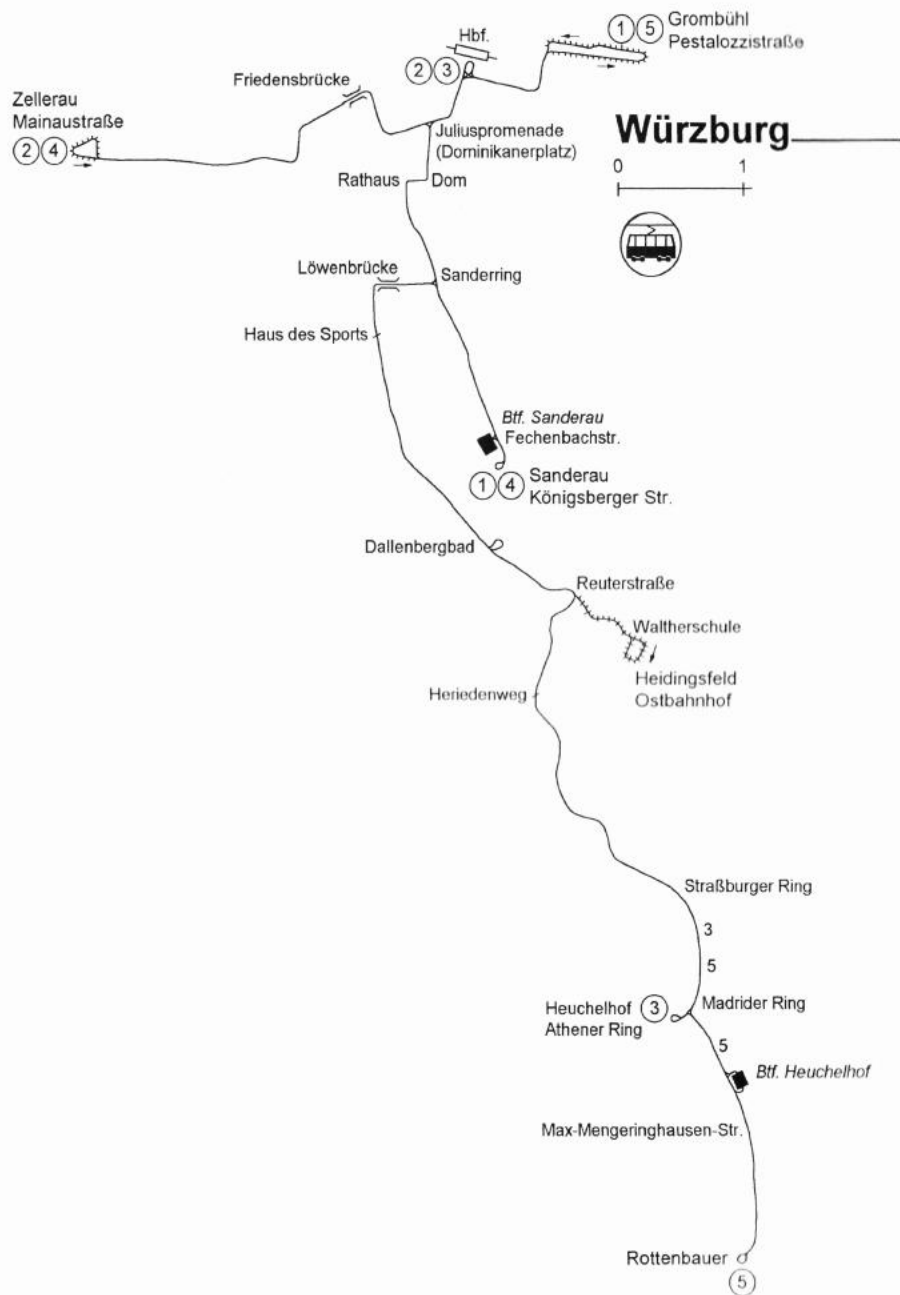 1 5 Grombühl
Pestalozzistraße
Hbf.
2 3
Friedensbrücke
Zellerau
Mainaustraße
2 4
Juliuspromenade
(Dominikanerplatz)
Würzburg
0 1
Rathaus Dom
Löwenbrücke Sanderring
Haus des Sports
Btf. Sanderau
Fechenbachstr.
1 4 Sanderau
Königsberger Str.
Dallenbergbad
Reuterstraße
Waltherschule
Heidingsfeld
Ostbahnhof
Heriedenweg
Straßburger Ring
3
5
Heuchelhof 3 Madrider Ring
Athener Ring
5
Btf. Heuchelhof
Max-Mengeringhausen-Str.
Rottenbauer
5